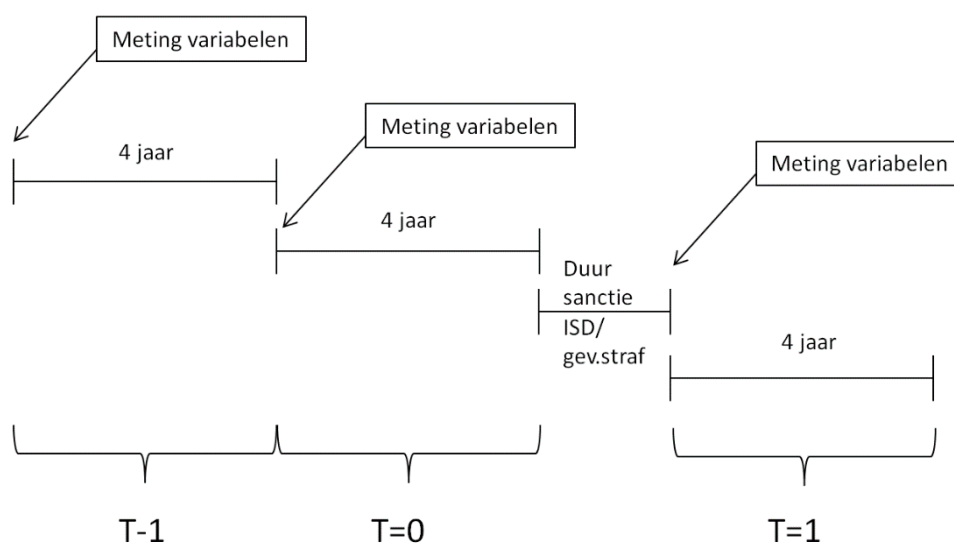 Meting variabelen
Meting variabelen
4 jaar
Meting variabelen
4 jaar
Duur
sanctie
ISD/
gev.straf
4 jaar
T-1
T=0
T=1